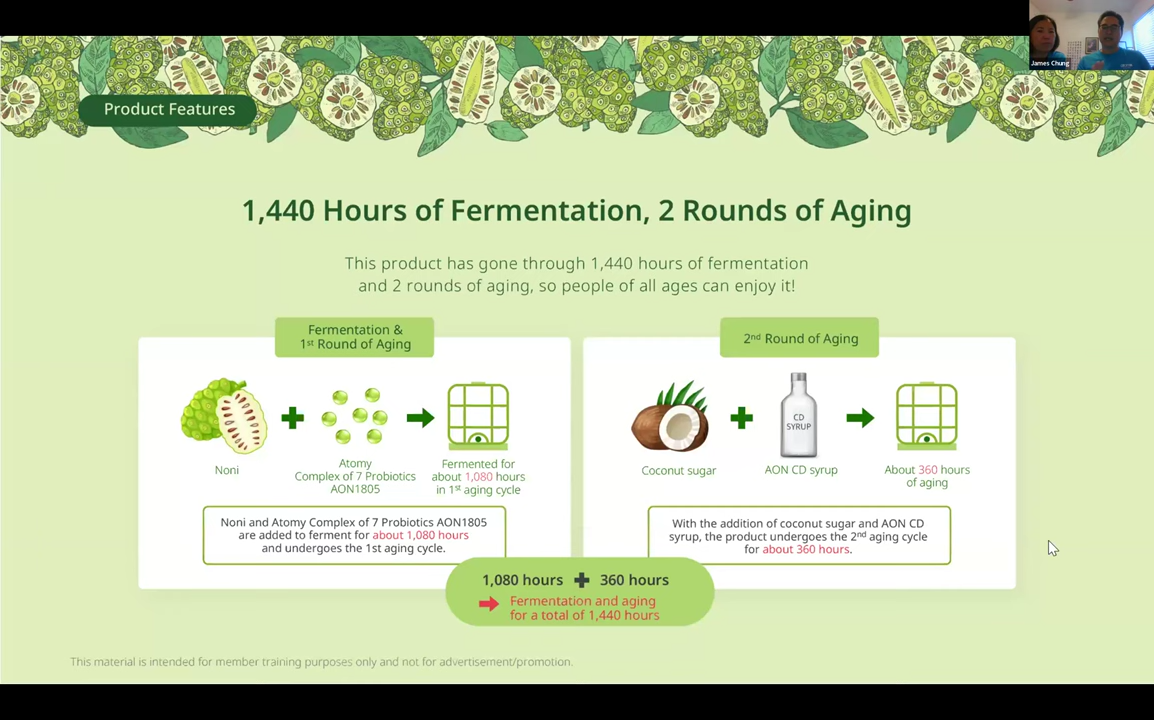 James Chung
Product Features
1,440 Hours of Fermentation, 2 Rounds of Aging
This product has gone through 1,440 hours of fermentation
and 2 rounds of aging, so people of all ages can enjoy it!
Fermentation &
1st Round of Aging
Noni
Atomy
Complex of 7 Probiotics
AON1805
Fermented for
about 1,080 hours
in 1st aging cycle
Noni and Atomy Complex of 7 Probiotics AON1805
are added to ferment for about 1,080 hours
and undergoes the 1st aging cycle.
2nd Round of Aging
CD
SYRUP
Coconut sugar
AON CD syrup
About 360 hours
of aging
With the addition of coconut sugar and AON CD
syrup, the product undergoes the 2nd aging cycle
for about 360 hours.
1,080 hours + 360 hours
Fermentation and aging
for a total of 1,440 hours
This material is intended for member training purposes only and not for advertisement/promotion.